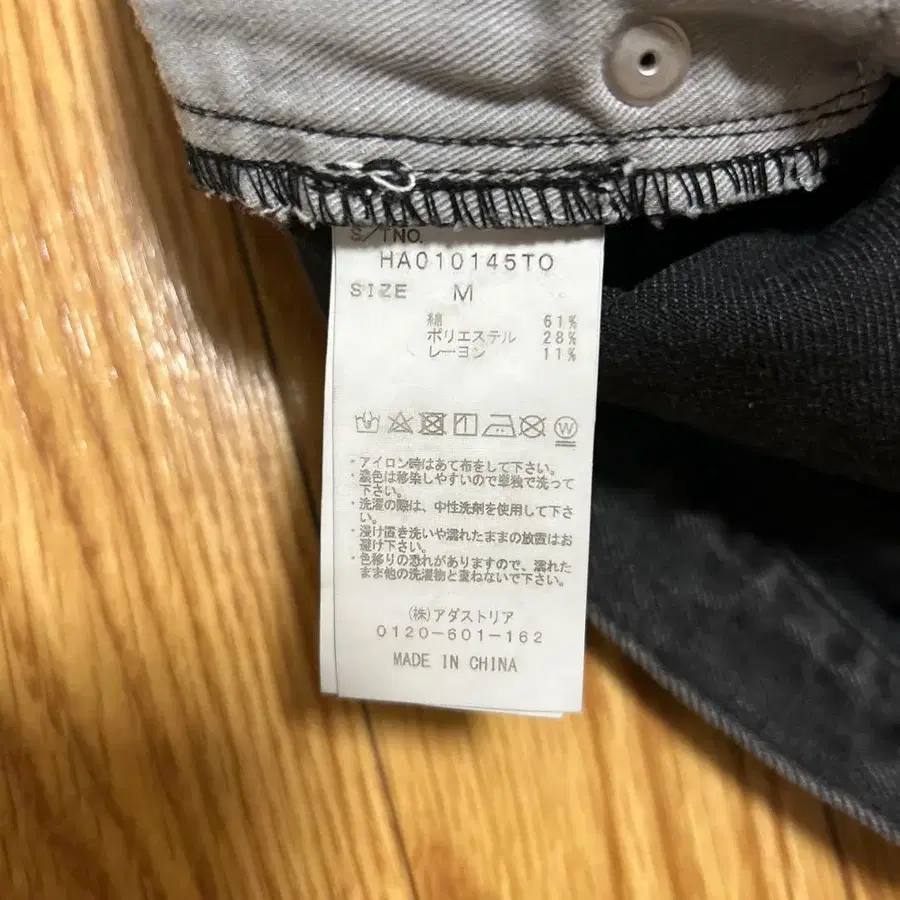 S/TNO.
HA010145TO
SIZE M
綿 61%
ポリエステル 28%
レーヨン 11%
W
・アイロン時はあて布をして下さい。
・濃色は移染しやすいので単独で洗って
下さい。
・洗濯の際は、中性洗剤を使用して下さ
い。
・浸け置き洗いや濡れたままの放置はお
避け下さい。
・色移りの恐れがありますので、濡れた
まま他の洗濯物と重ねないで下さい。
(株)アダストリア
0120-601-162
MADE IN CHINA